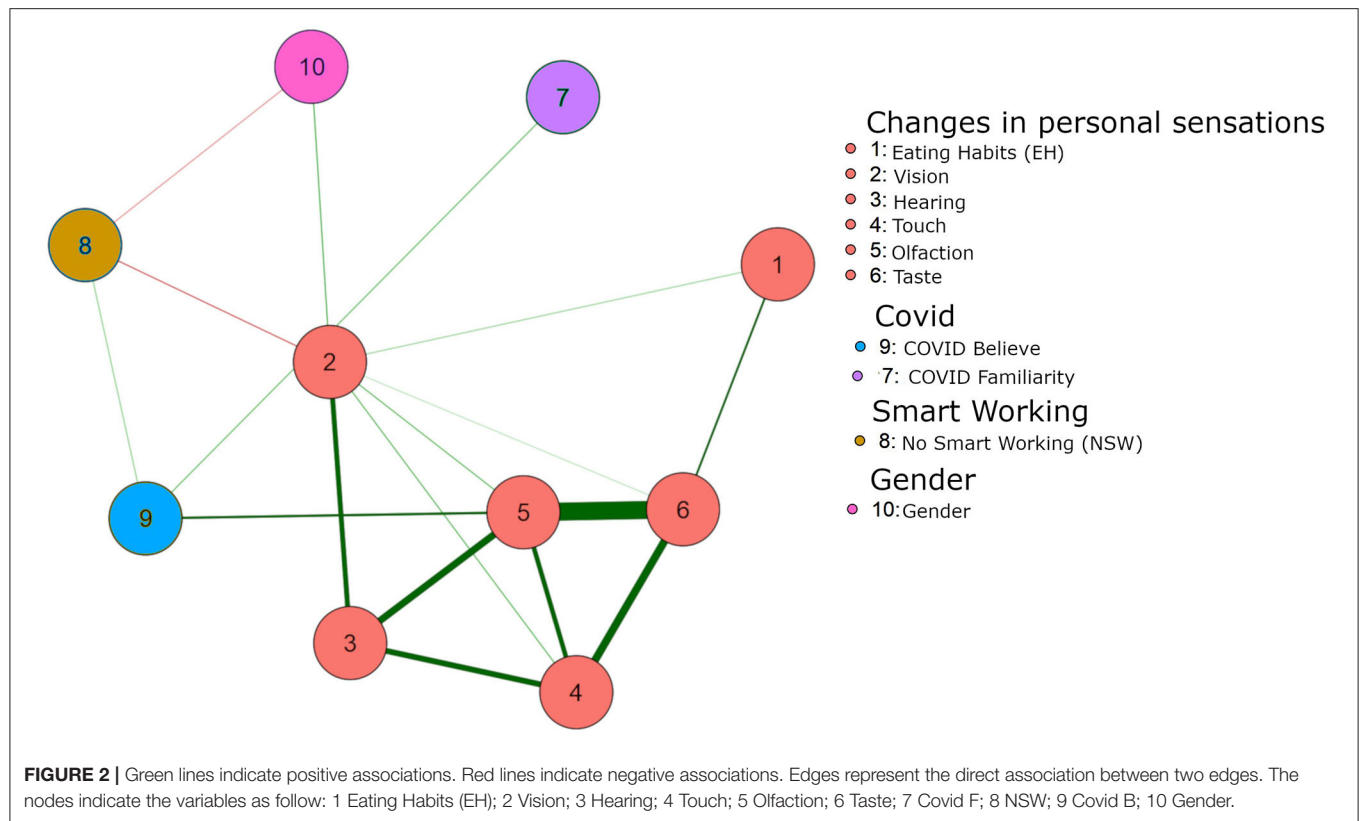 10
7
8
1
2
9
5
6
3
4
Changes in personal sensations
1: Eating Habits (EH)
2: Vision
3: Hearing
4: Touch
5: Olfaction
6: Taste
Covid
9: COVID Believe
7: COVID Familiarity
Smart Working
8: No Smart Working (NSW)
Gender
10:Gender
FIGURE 2 | Green lines indicate positive associations. Red lines indicate negative associations. Edges represent the direct association between two edges. The
nodes indicate the variables as follow: 1 Eating Habits (EH); 2 Vision; 3 Hearing; 4 Touch; 5 Olfaction; 6 Taste; 7 Covid F; 8 NSW; 9 Covid B; 10 Gender.